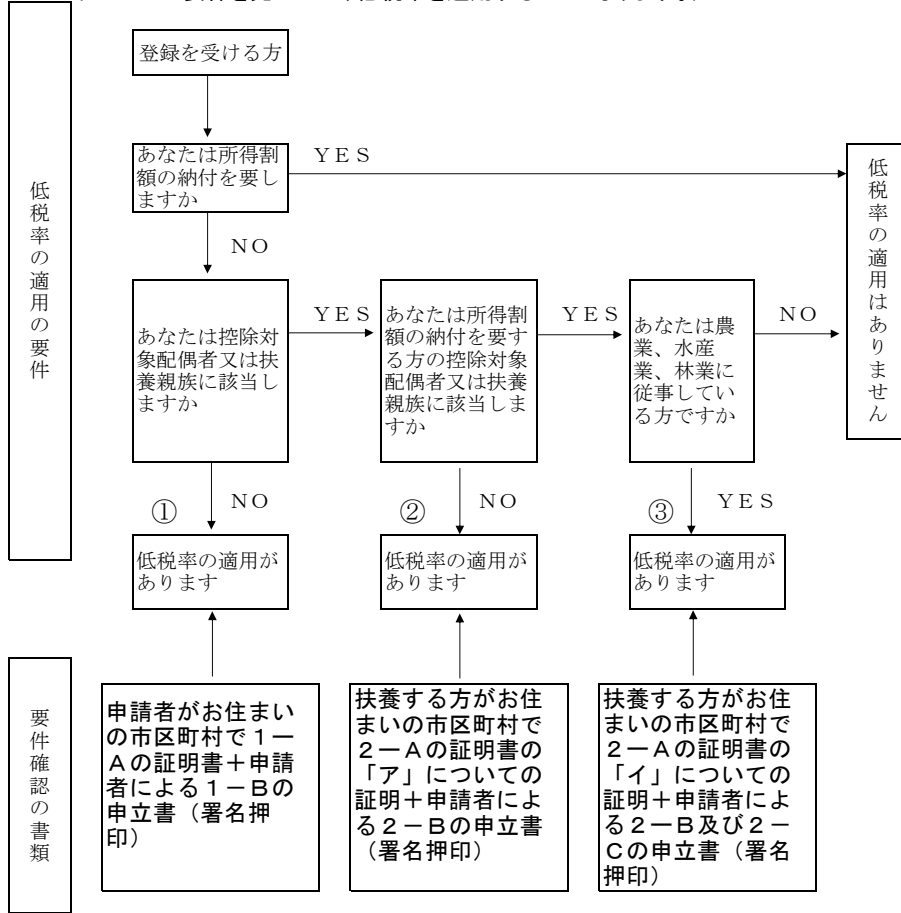 低税率の適用の要件
登録を受ける方
あなたは所得割
額の納付を要し
ますか
ＹＥＳ
低税率の適用はありません
ＮＯ
あなたは控除対
象配偶者又は扶
養親族に該当し
ますか
ＹＥＳ
あなたは所得割
額の納付を要す
る方の控除対象
配偶者又は扶養
親族に該当しま
すか
ＹＥＳ
あなたは農
業、水産
業、林業に
従事してい
る方ですか
ＮＯ
①
ＮＯ
②
ＮＯ
③
ＹＥＳ
低税率の適用が
あります
低税率の適用が
あります
低税率の適用が
あります
要件確認の書類
申請者がお住まい
の市区町村で１－
Ａの証明書＋申請
者による１－Ｂの
申立書（署名押
印）
扶養する方がお住
まいの市区町村で
２－Ａの証明書の
「ア」についての
証明＋申請者によ
る２－Ｂの申立書
（署名押印）
扶養する方がお住
まいの市区町村で
２－Ａの証明書の
「イ」についての
証明＋申請者によ
る２－Ｂ及び２－
Ｃの申立書（署名
押印）